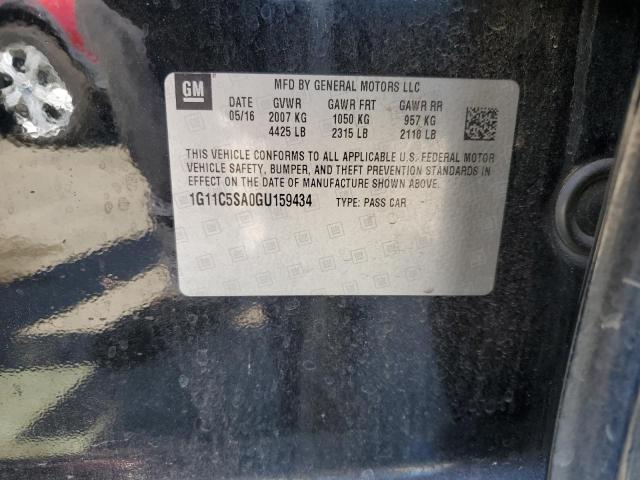 GM
MFD BY GENERAL MOTORS LLC
DATE GVWR GAWR FRT GAWR RR
05/16 2007 KG 1050 KG 957 KG
4425 LB 2315 LB 2110 LB
THIS VEHICLE CONFORMS TO ALL APPLICABLE U.S. FEDERAL MOTOR
VEHICLE SAFETY, BUMPER, AND THEFT PREVENTION STANDARDS IN
EFFECT ON THE DATE OF MANUFACTURE SHOWN ABOVE.
1G11C5SA0GU159434 TYPE: PASS CAR